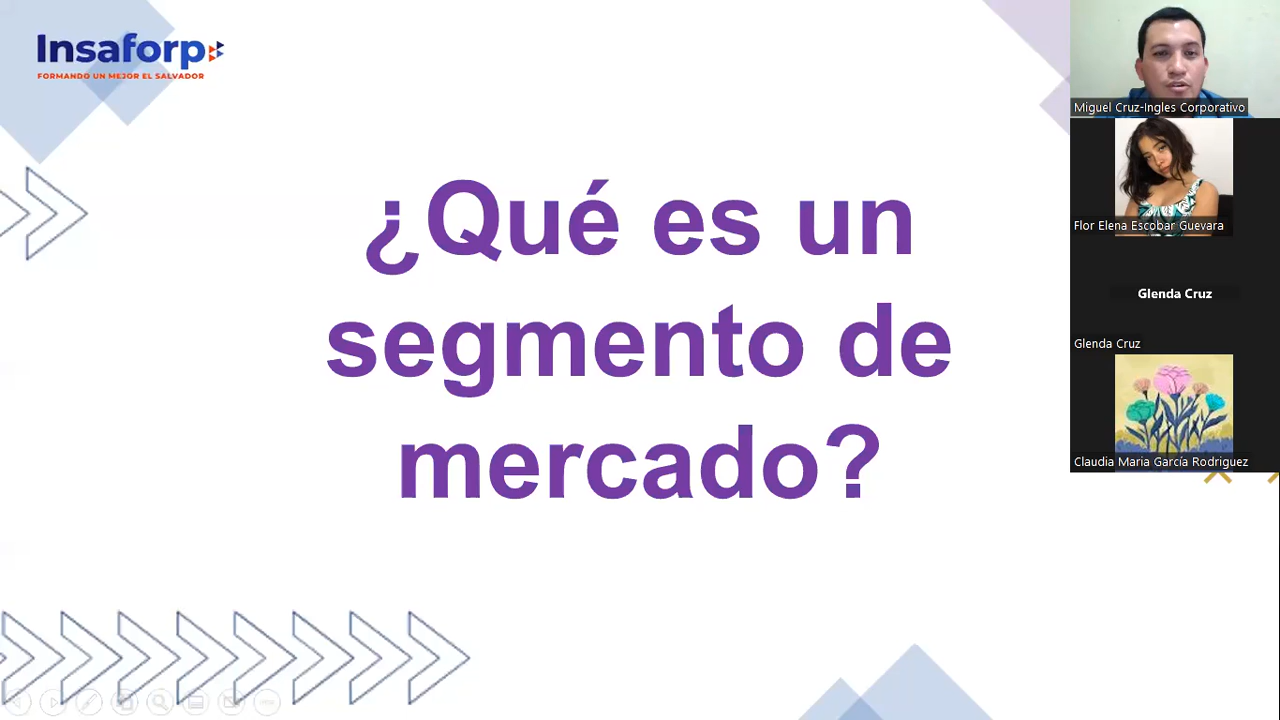 Insaforp
FORMANDO UN MEJOR EL SALVADOR
¿Qué es un
segmento de
mercado?
Miguel Cruz-Ingles Corporativo
Flor Elena Escobar Guevara
Glenda Cruz
Glenda Cruz
Claudia Maria García Rodriguez